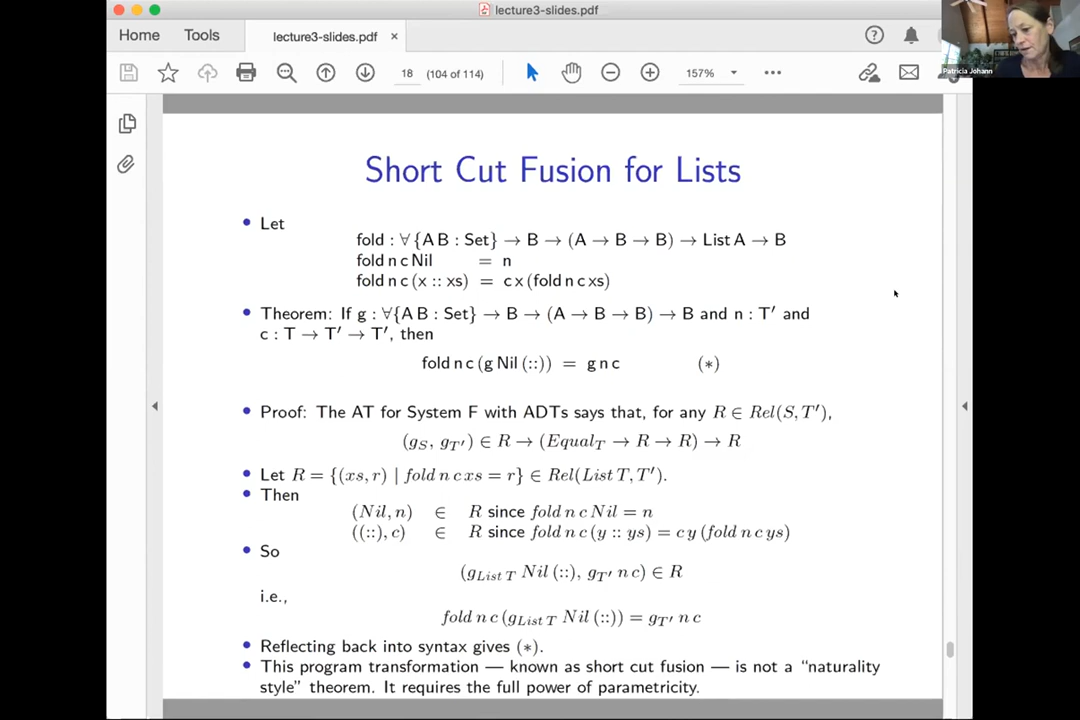 lecture3-slides.pdf
Home Tools lecture3-slides.pdf ×
18 (104 of 114) 157%
Patricia Johann
Short Cut Fusion for Lists
• Let
fold : ∀ {A B : Set} → B → (A → B → B) → List A → B
fold n c Nil = n
fold n c (x :: xs) = c x (fold n c xs)
• Theorem: If g : ∀{A B : Set} → B → (A → B → B) → B and n : T′ and
c : T → T′ → T′, then
fold n c (g Nil (::)) = g n c (∗)
• Proof: The AT for System F with ADTs says that, for any R ∈ Rel(S, T′),
(g_S, g_T′) ∈ R → (Equal_T → R → R) → R
• Let R = {(xs, r) | fold n c xs = r} ∈ Rel(List T, T′).
• Then
(Nil, n) ∈ R since fold n c Nil = n
((::), c) ∈ R since fold n c (y :: ys) = c y (fold n c ys)
• So
(g_List T Nil (::), g_T′ n c) ∈ R
i.e.,
fold n c (g_List T Nil (::)) = g_T′ n c
• Reflecting back into syntax gives (∗).
• This program transformation — known as short cut fusion — is not a “naturality
style” theorem. It requires the full power of parametricity.